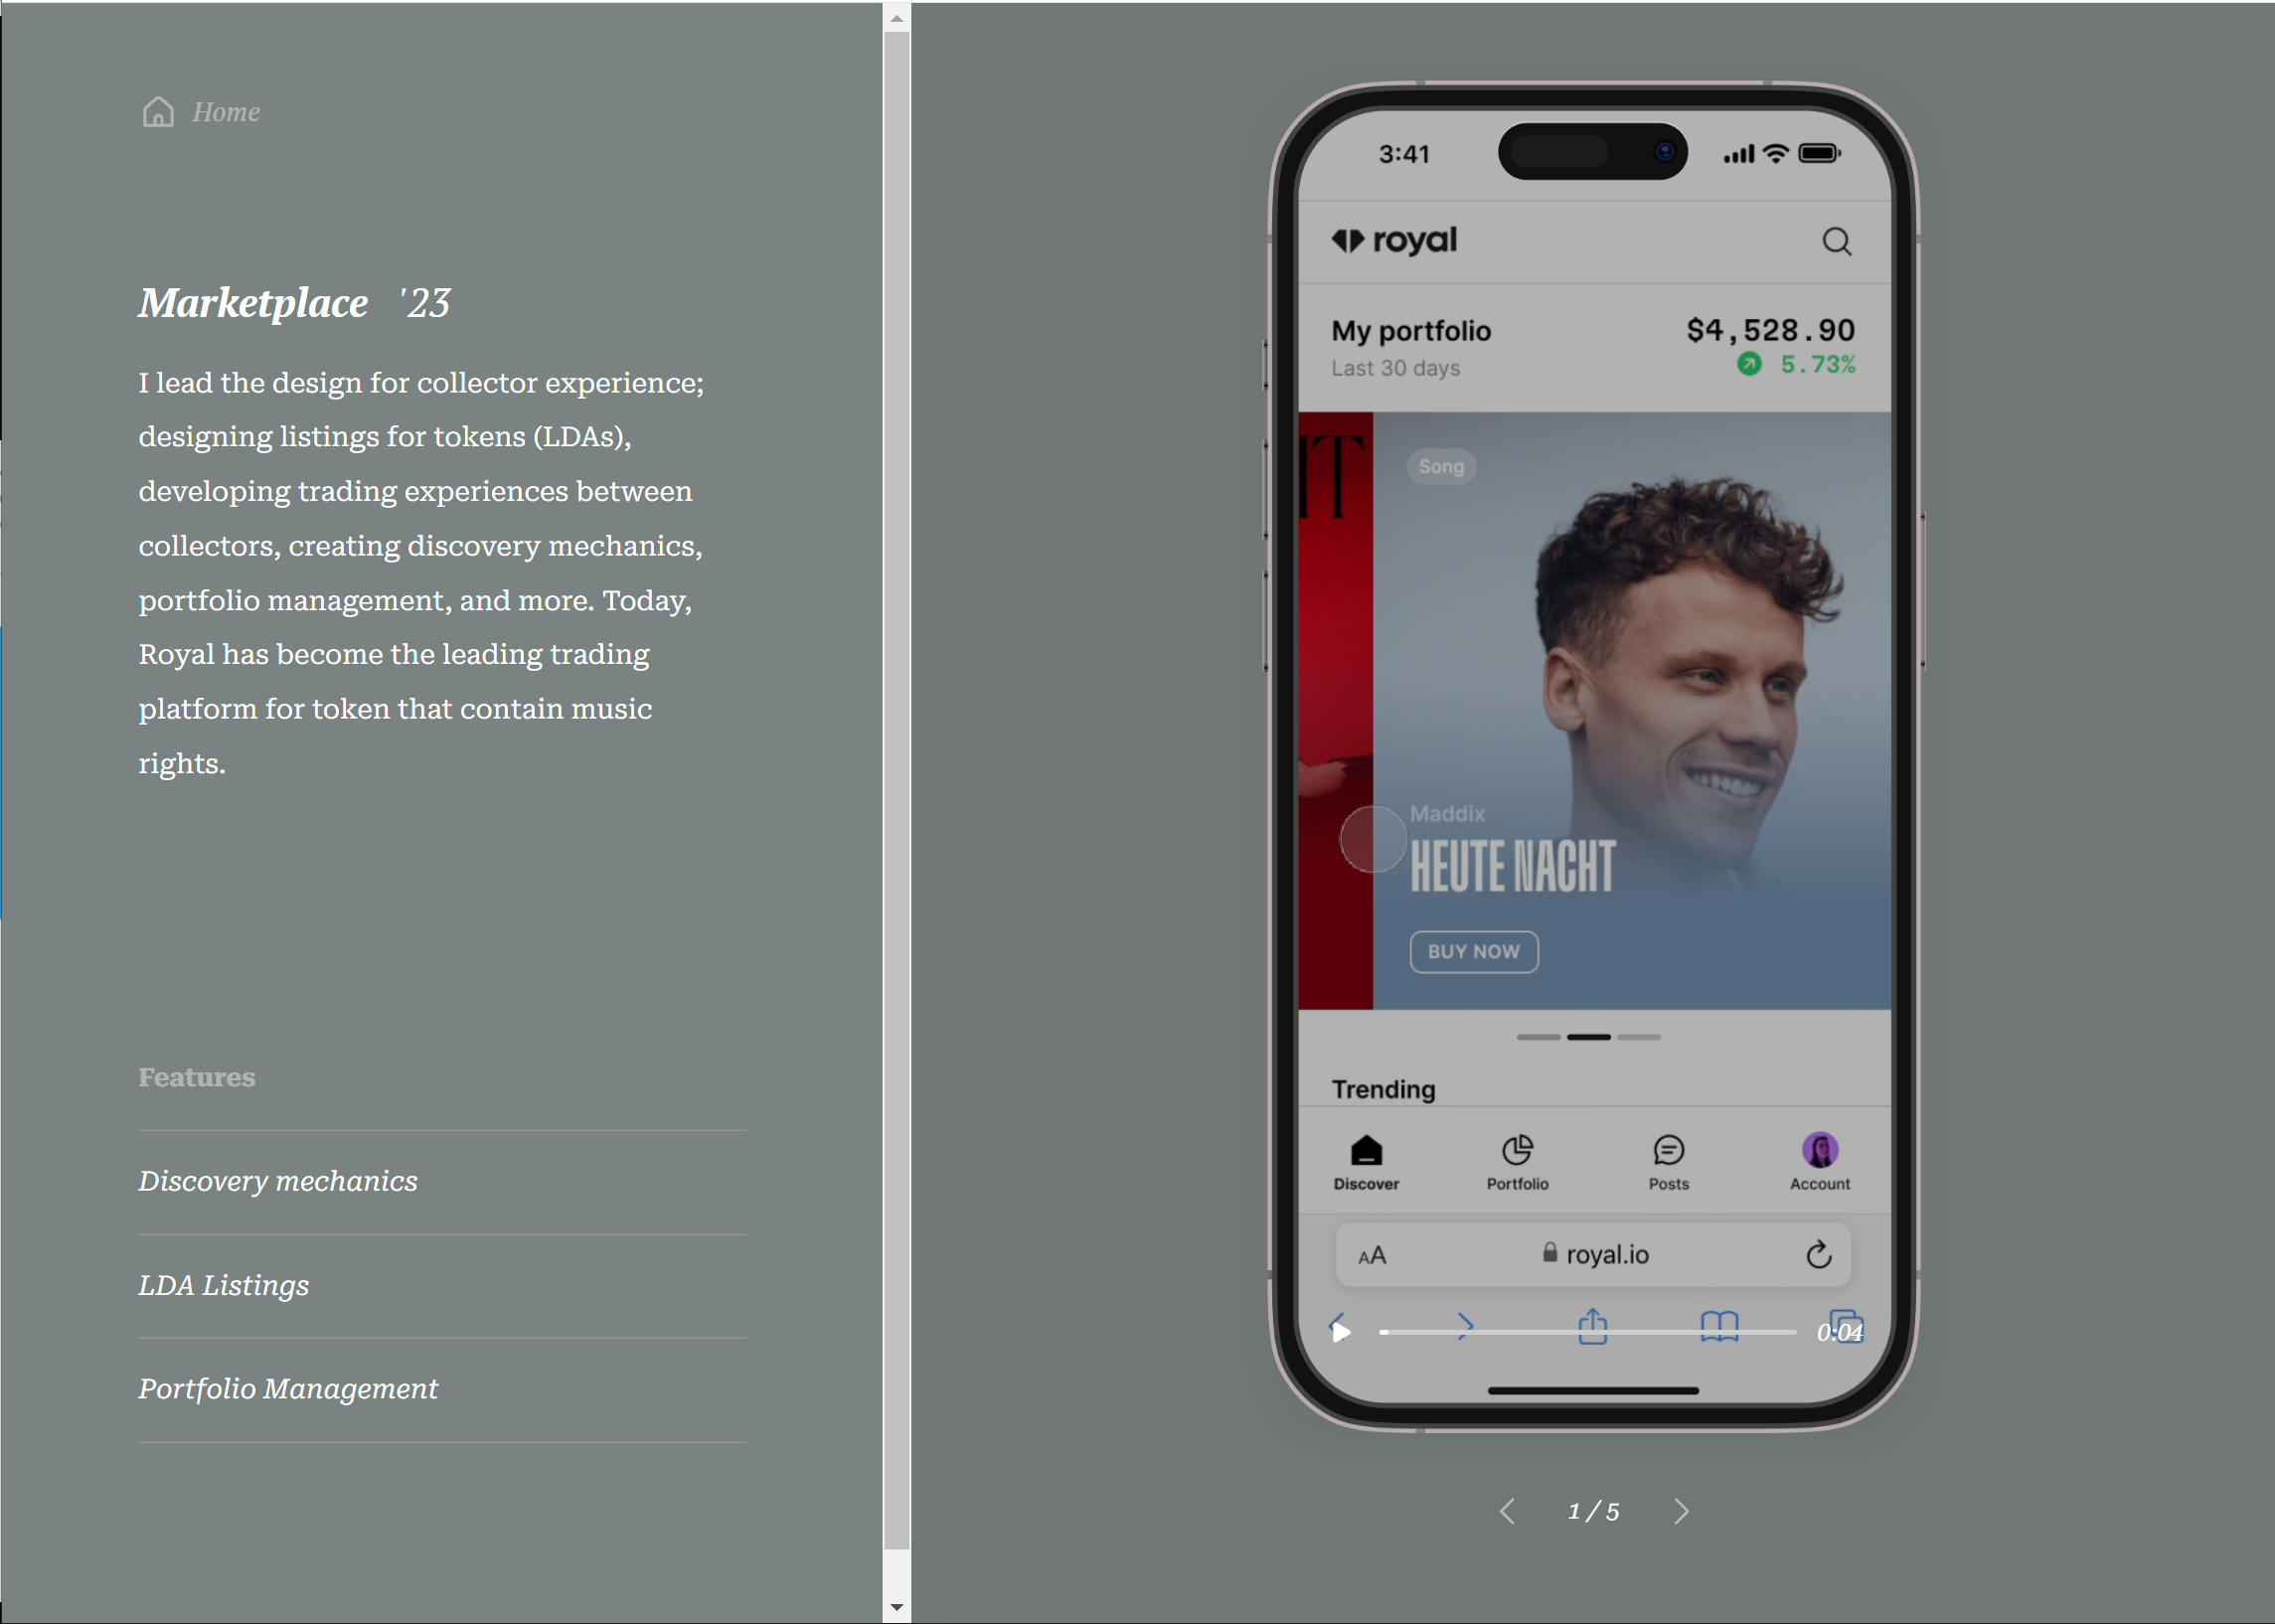 Home
Marketplace '23
I lead the design for collector experience;
designing listings for tokens (LDAs),
developing trading experiences between
collectors, creating discovery mechanics,
portfolio management, and more. Today,
Royal has become the leading trading
platform for token that contain music
rights.
Features
Discovery mechanics
LDA Listings
Portfolio Management
3:41
royal
My portfolio
$4,528.90
Last 30 days
5.73%
IT
Song
Maddix
HEUTE NACHT
BUY NOW
Trending
Discover
Portfolio
Posts
Account
AA
royal.io
0:04
1 / 5